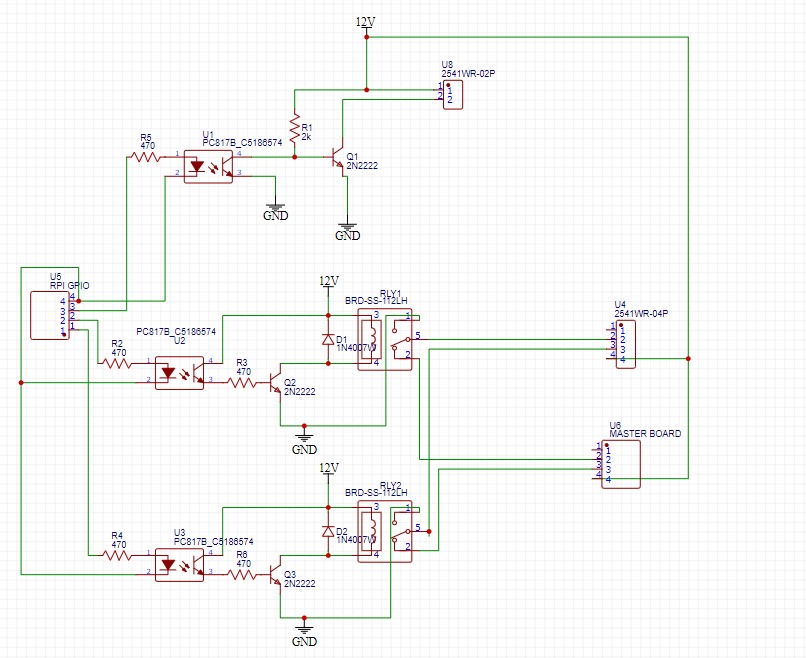 12V
U8
2541WR-02P
1 1
2 2
R1
2k
R5
470
U1
PC817B_C5186574
1 4
2 3
Q1
2N2222
GND
GND
U5
RPI GPIO
4 4
3 3
2 2
1 1
12V
RLY1
BRD-SS-112LH
3 1
5
4 2
D1
1N4007W
U4
2541WR-04P
1 1
2 2
3 3
4 4
PC817B_C5186574
U2
R2
470
1 4
2 3
R3
470
Q2
2N2222
GND
U6
MASTER BOARD
1 1
2 2
3 3
4 4
12V
RLY2
BRD-SS-112LH
3 1
5
4 2
D2
1N4007W
R4
470
U3
PC817B_C5186574
1 4
2 3
R6
470
Q3
2N2222
GND